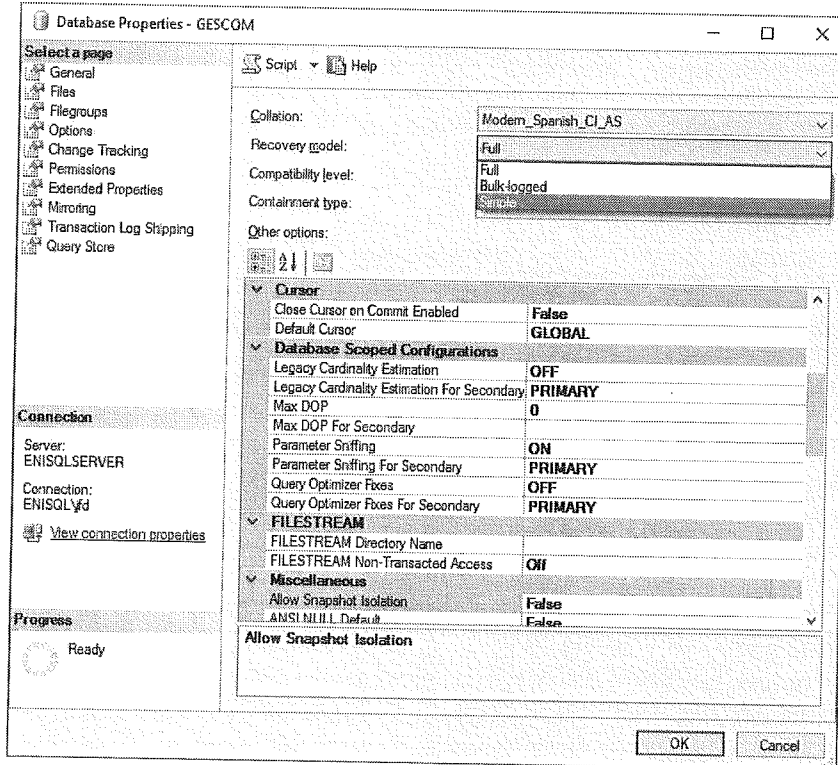 Database Properties - GESCOM
Select a page
General
Files
Filegroups
Options
Change Tracking
Permissions
Extended Properties
Mirroring
Transaction Log Shipping
Query Store
Connection
Server:
ENISQLSERVER
Connection:
ENISQL\fd
View connection properties
Progress
Ready
Script
Help
Collation:
Modern_Spanish_CI_AS
Recovery model:
Full
Full
Bulk-logged
Simple
Compatibility level:
Containment type:
Other options:
Cursor
Close Cursor on Commit Enabled False
Default Cursor GLOBAL
Database Scoped Configurations
Legacy Cardinality Estimation OFF
Legacy Cardinality Estimation For Secondary PRIMARY
Max DOP 0
Max DOP For Secondary
Parameter Sniffing ON
Parameter Sniffing For Secondary PRIMARY
Query Optimizer Fixes OFF
Query Optimizer Fixes For Secondary PRIMARY
FILESTREAM
FILESTREAM Directory Name
FILESTREAM Non-Transacted Access Off
Miscellaneous
Allow Snapshot Isolation False
ANSI NULL Default False
Allow Snapshot Isolation
OK
Cancel